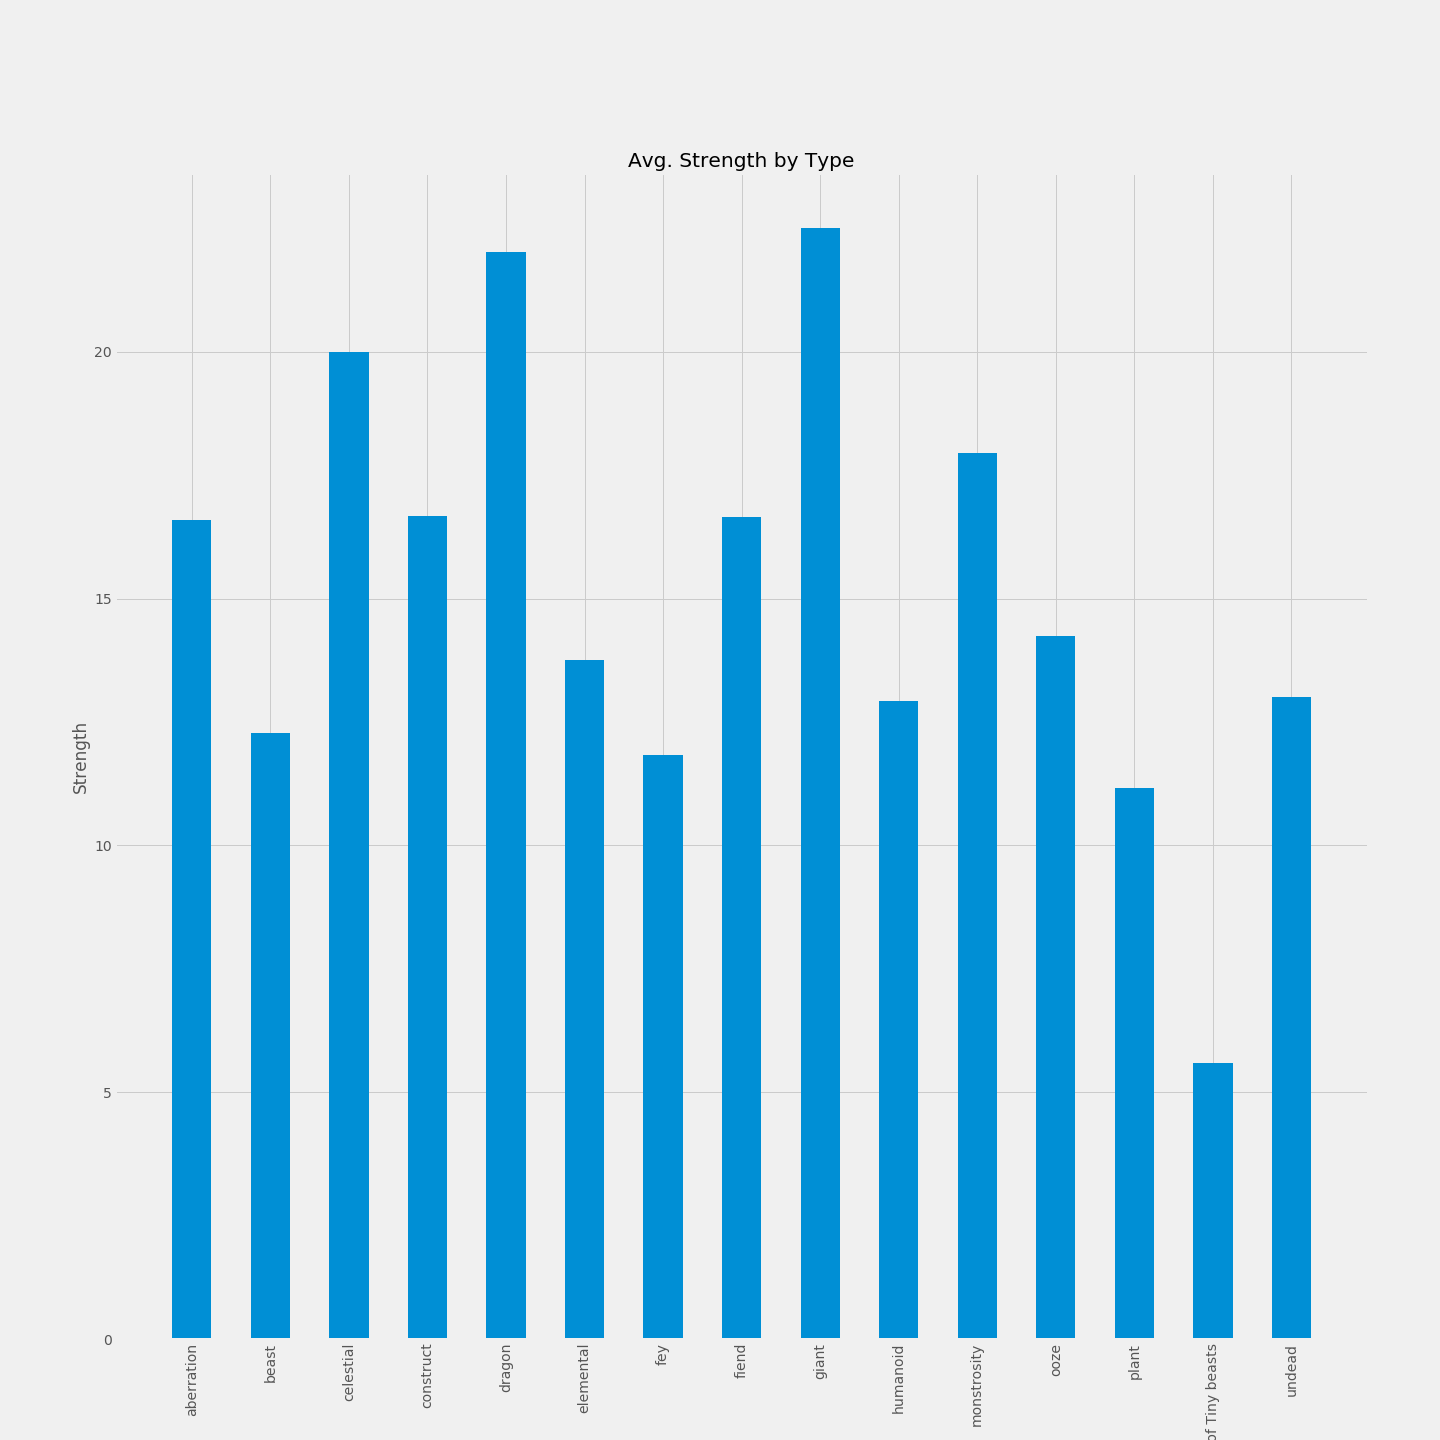 Avg. Strength by Type
Strength
20
15
10
5
0
aberration
beast
celestial
construct
dragon
elemental
fey
fiend
giant
humanoid
monstrosity
ooze
plant
of Tiny beasts
undead